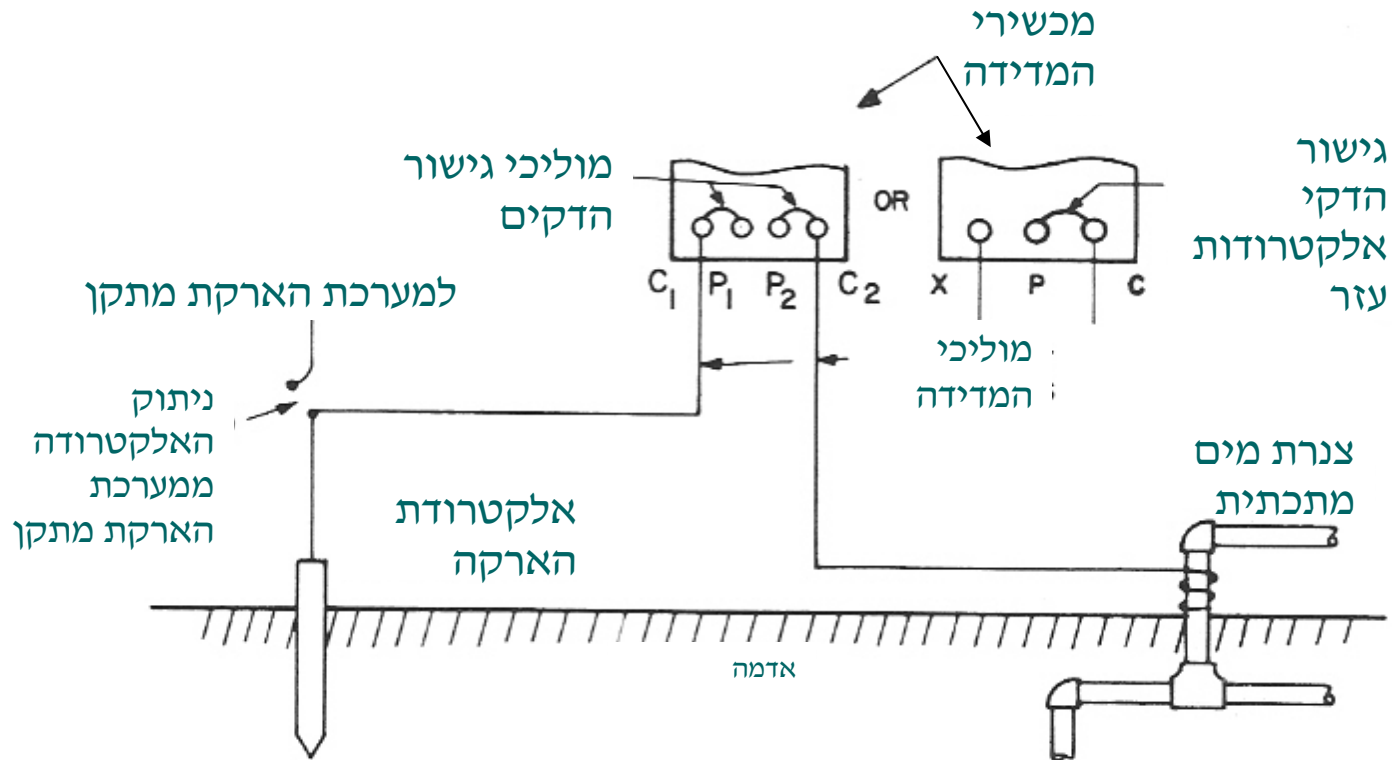 מכשירי
המדידה
מוליכי גישור
הדקים
OR
גישור
הדקי
אלקטרודות
עזר
C1 P1 P2 C2
X P C
למערכת הארקת מתקן
מוליכי
המדידה
ניתוק
האלקטרודה
ממערכת
הארקת מתקן
אלקטרודת
הארקה
צנרת מים
מתכתית
אדמה